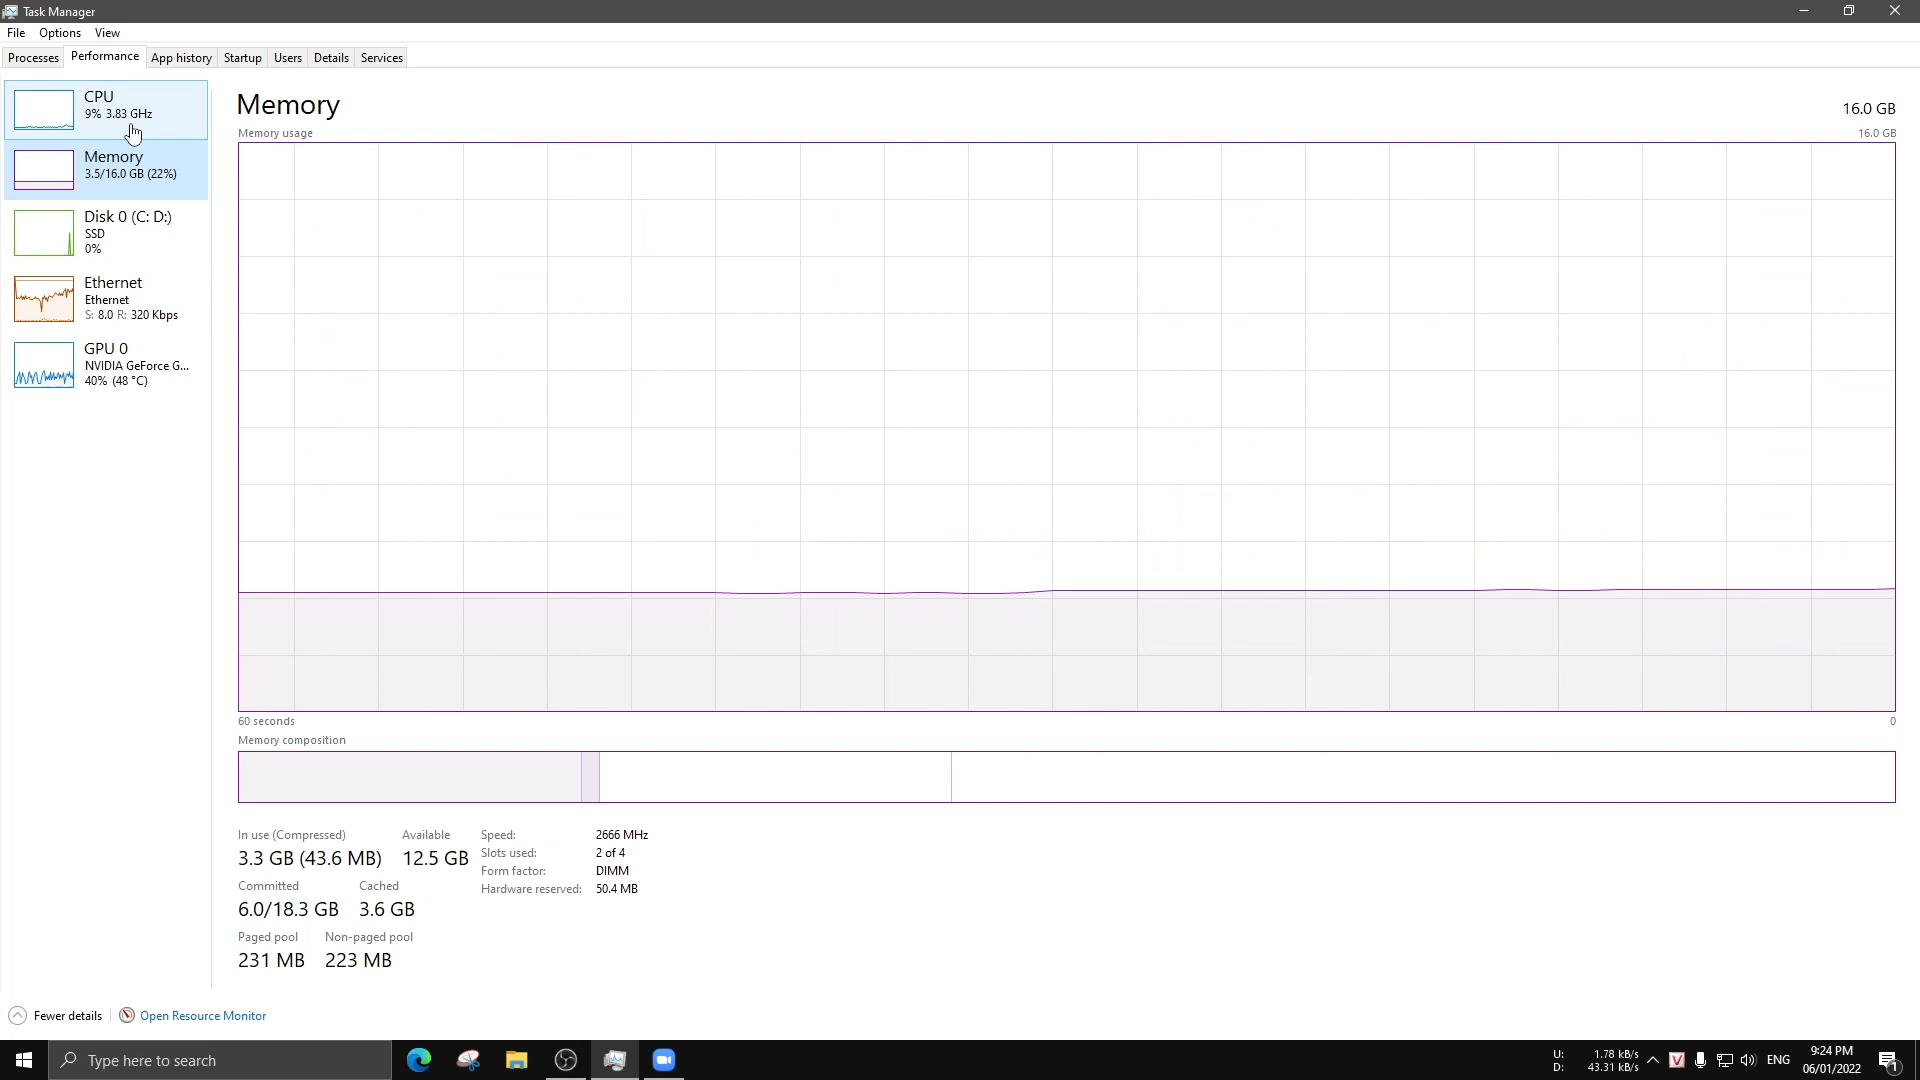 Task Manager
File Options View
Processes Performance App history Startup Users Details Services
CPU
9% 3.83 GHz
Memory
3.5/16.0 GB (22%)
Disk 0 (C: D:)
SSD
0%
Ethernet
Ethernet
S: 8.0 R: 320 Kbps
GPU 0
NVIDIA GeForce G...
40% (48 °C)
Memory 16.0 GB
Memory usage 16.0 GB
60 seconds 0
Memory composition
In use (Compressed) Available
3.3 GB (43.6 MB) 12.5 GB
Committed Cached
6.0/18.3 GB 3.6 GB
Paged pool Non-paged pool
231 MB 223 MB
Speed: 2666 MHz
Slots used: 2 of 4
Form factor: DIMM
Hardware reserved: 50.4 MB
Fewer details Open Resource Monitor
Type here to search
U: 1.78 kB/s
D: 43.31 kB/s
V
ENG
9:24 PM
06/01/2022
1